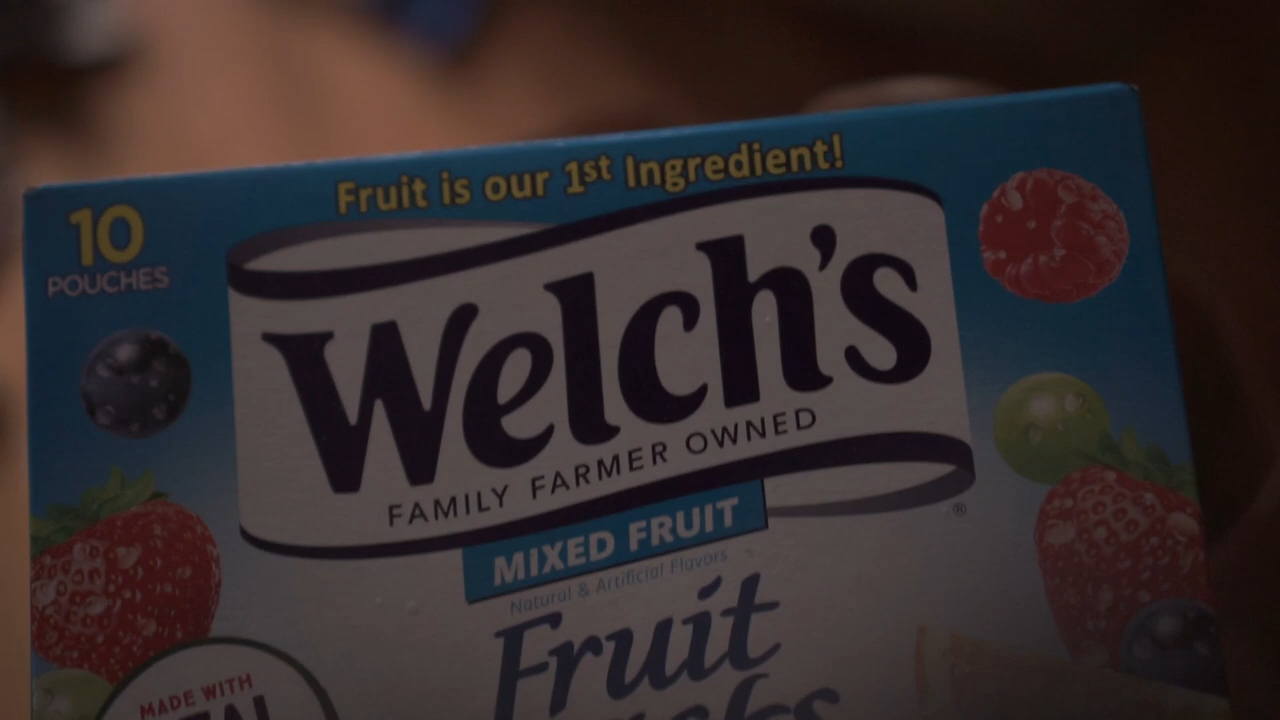 Fruit is our 1st Ingredient!
10
POUCHES
Welch's
FAMILY FARMER OWNED
®
MIXED FRUIT
Natural & Artificial Flavors
Fruit
MADE WITH